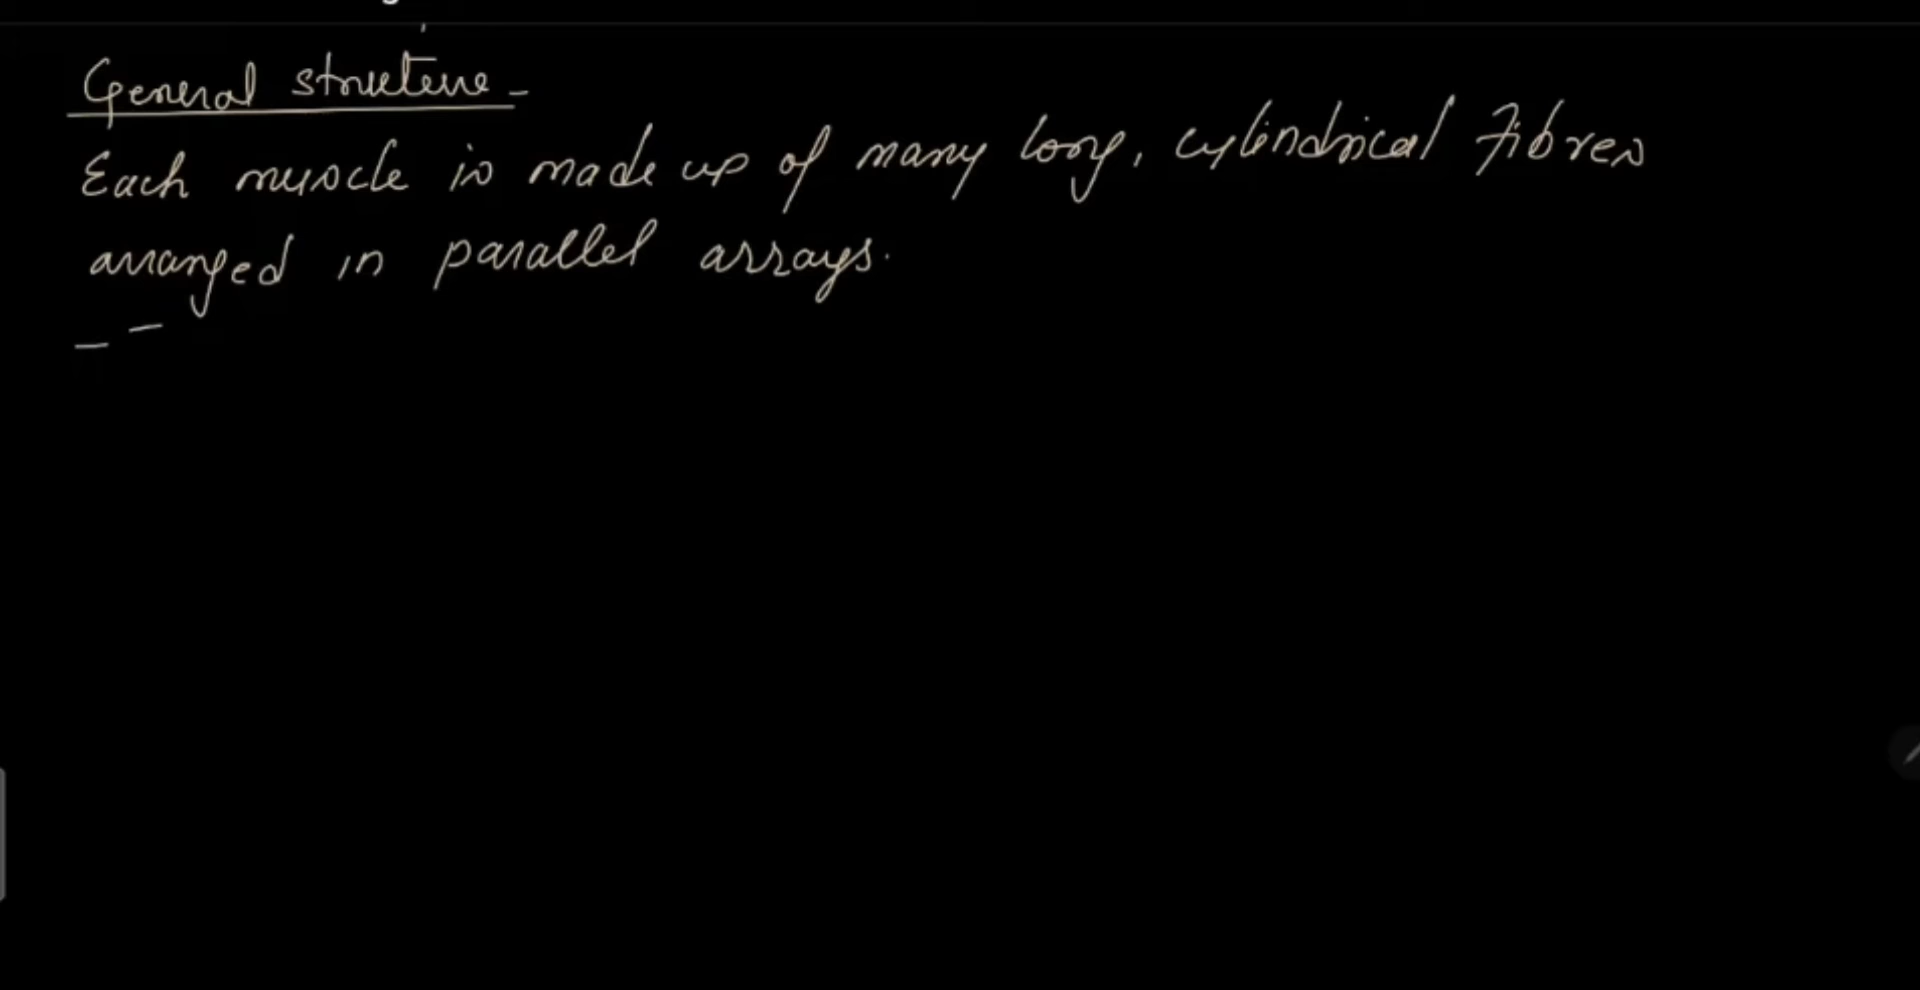 General structure -
Each muscle is made up of many long, cylindrical fibres
arranged in parallel arrays.